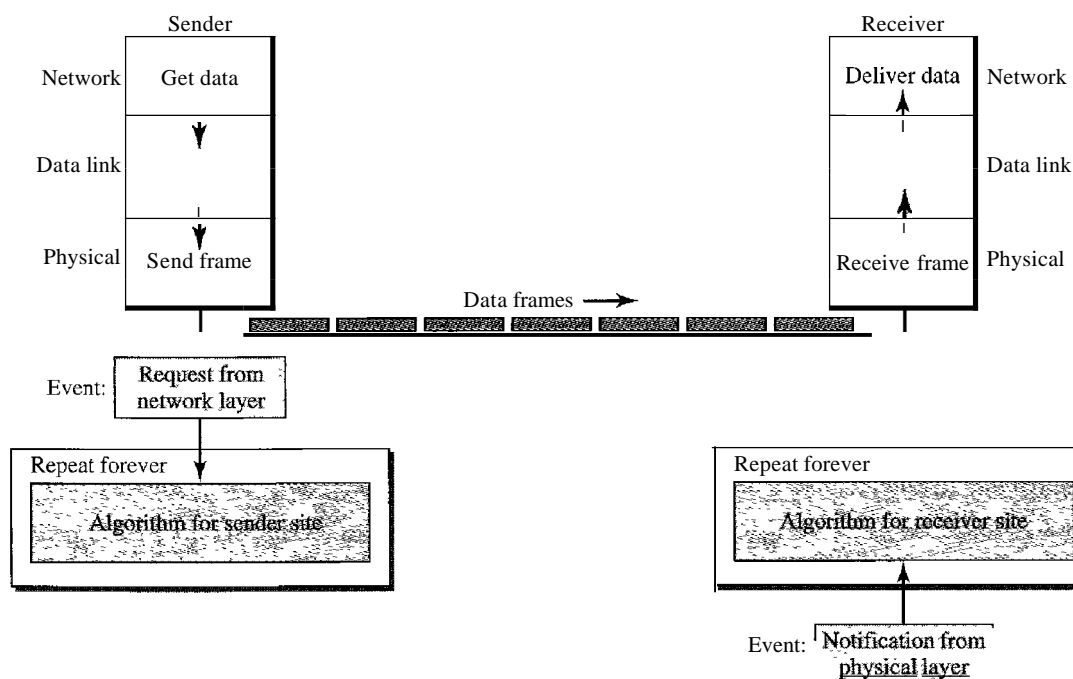 Sender
Receiver
Network
Get data
Deliver data
Network
Data link
Data link
Physical
Send frame
Receive frame
Physical
Data frames
Event:
Request from
network layer
Repeat forever
Algorithm for sender site
Repeat forever
Algorithm for receiver site
Event:
Notification from
physical layer